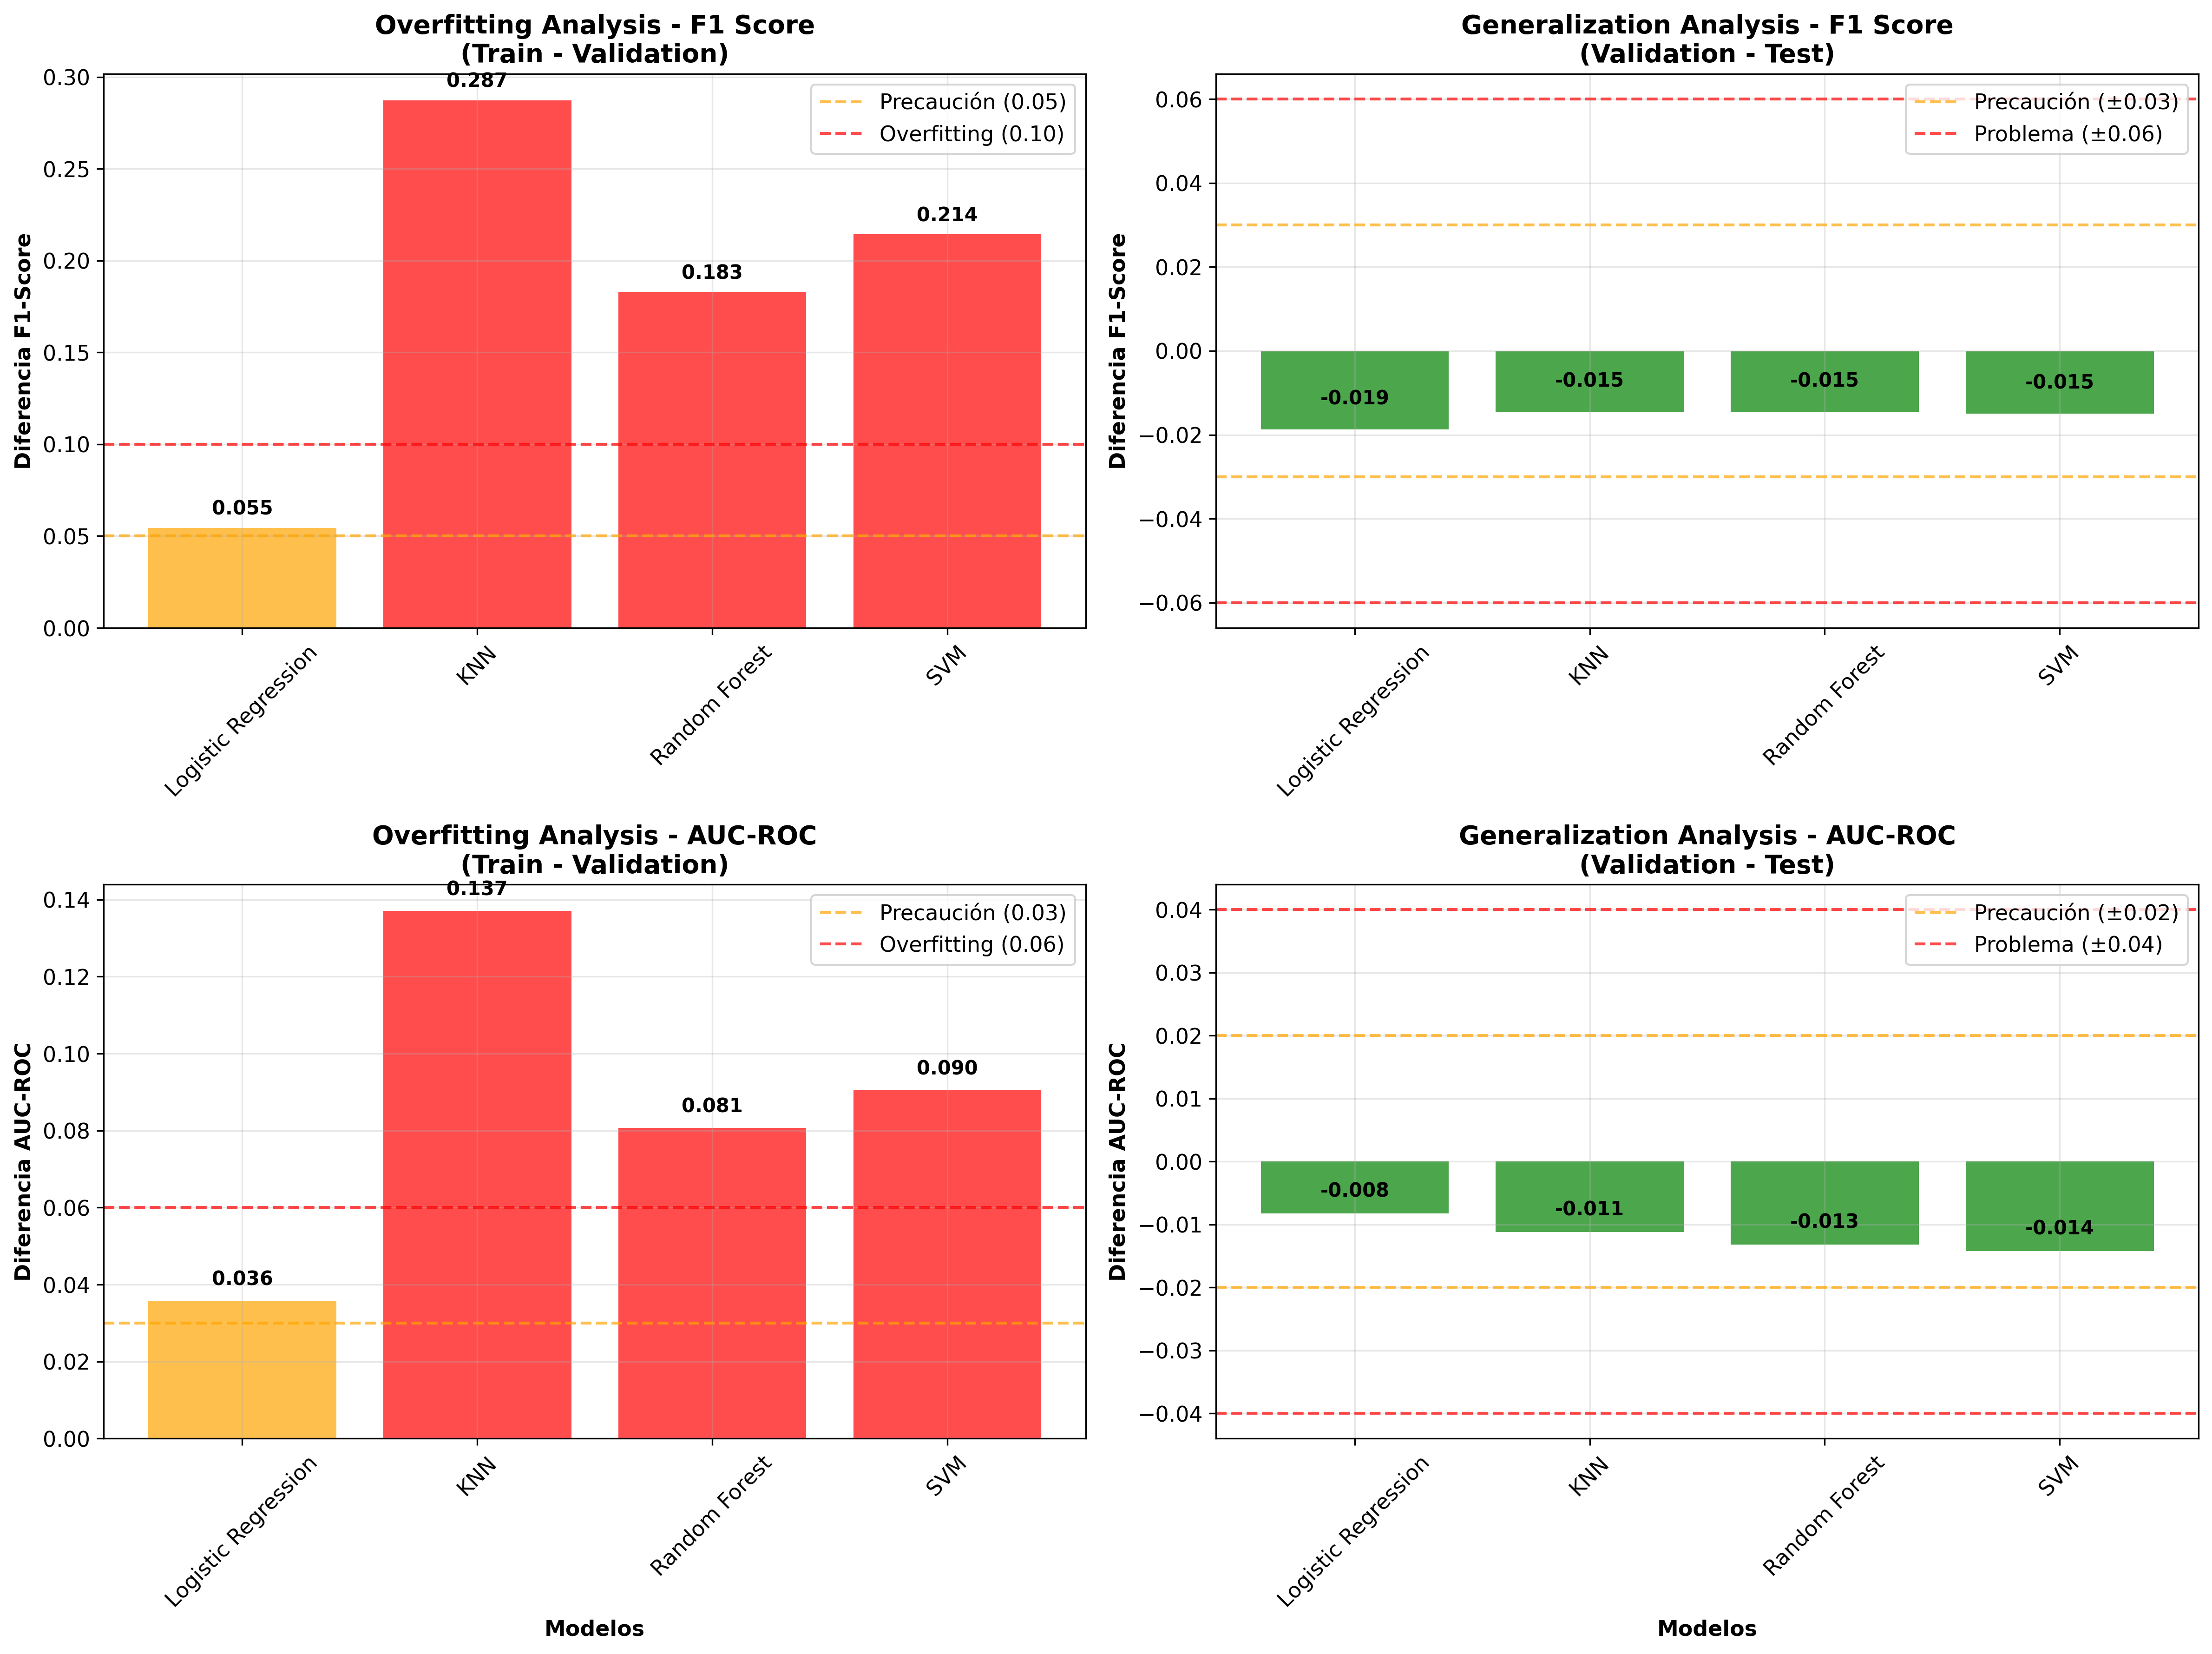 Overfitting Analysis - F1 Score
(Train - Validation)
Diferencia F1-Score
0.30
0.25
0.20
0.15
0.10
0.05
0.00
0.055
0.287
0.183
0.214
Precaución (0.05)
Overfitting (0.10)
Logistic Regression
KNN
Random Forest
SVM
Generalization Analysis - F1 Score
(Validation - Test)
Diferencia F1-Score
0.06
0.04
0.02
0.00
−0.02
−0.04
−0.06
-0.019
-0.015
-0.015
-0.015
Precaución (±0.03)
Problema (±0.06)
Logistic Regression
KNN
Random Forest
SVM
Overfitting Analysis - AUC-ROC
(Train - Validation)
Diferencia AUC-ROC
0.14
0.12
0.10
0.08
0.06
0.04
0.02
0.00
0.036
0.137
0.081
0.090
Precaución (0.03)
Overfitting (0.06)
Logistic Regression
KNN
Random Forest
SVM
Modelos
Generalization Analysis - AUC-ROC
(Validation - Test)
Diferencia AUC-ROC
0.04
0.03
0.02
0.01
0.00
−0.01
−0.02
−0.03
−0.04
-0.008
-0.011
-0.013
-0.014
Precaución (±0.02)
Problema (±0.04)
Logistic Regression
KNN
Random Forest
SVM
Modelos